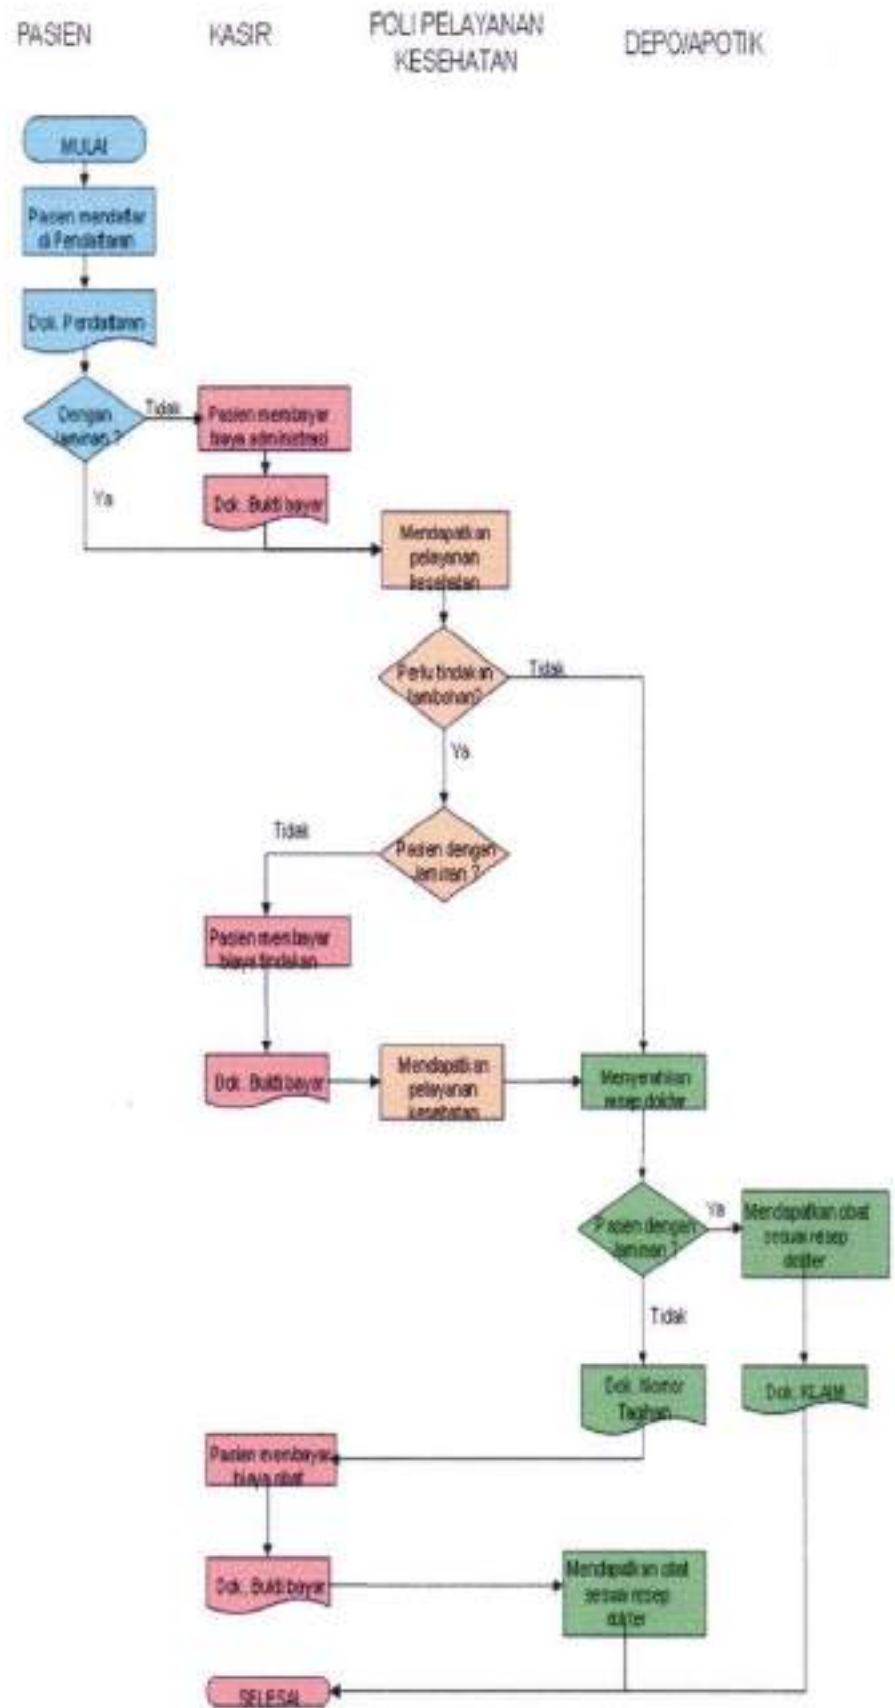 PASIEN
KASIR
POLI PELAYANAN
KESEHATAN
DEPO/APOTIK
MULAI
Pasien mendaftar
di Pendaftaran
Dok. Pendaftaran
Dengan
jaminan ?
Tidak
Ya
Pasien membayar
biaya administrasi
Dok. Bukti bayar
Mendapatkan
pelayanan
kesehatan
Perlu tindakan
tambahan?
Tidak
Ya
Pasien dengan
jaminan ?
Tidak
Pasien membayar
biaya tindakan
Dok. Bukti bayar
Mendapatkan
pelayanan
kesehatan
Menyerahkan
resep dokter
Pasien dengan
jaminan ?
Ya
Mendapatkan obat
sesuai resep
dokter
Tidak
Dok. Nomor
Tagihan
Dok. KLAIM
Pasien membayar
biaya obat
Dok. Bukti bayar
Mendapatkan obat
sesuai resep
dokter
SELESAI